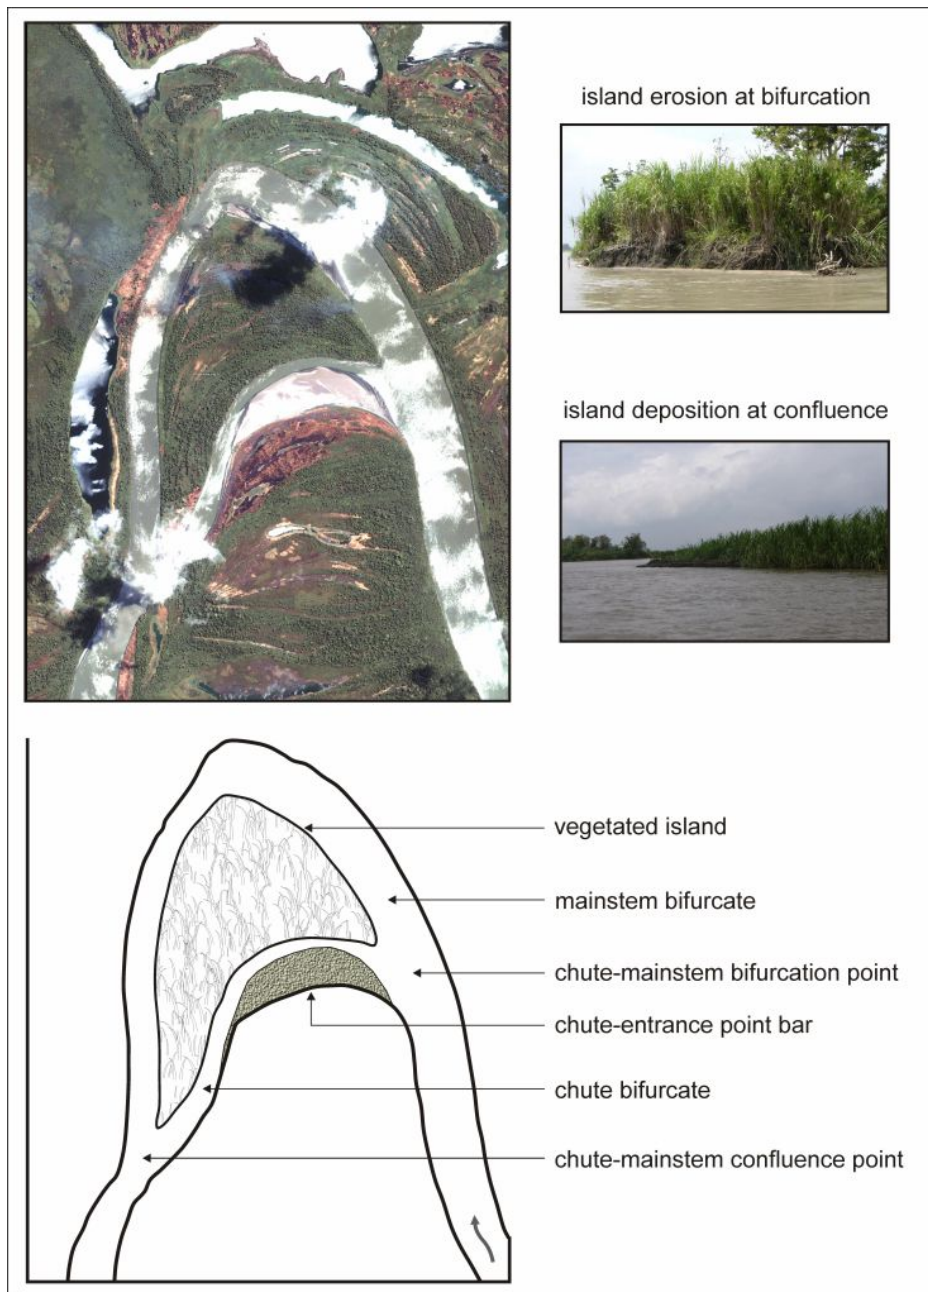 island erosion at bifurcation
island deposition at confluence
vegetated island
mainstem bifurcate
chute-mainstem bifurcation point
chute-entrance point bar
chute bifurcate
chute-mainstem confluence point